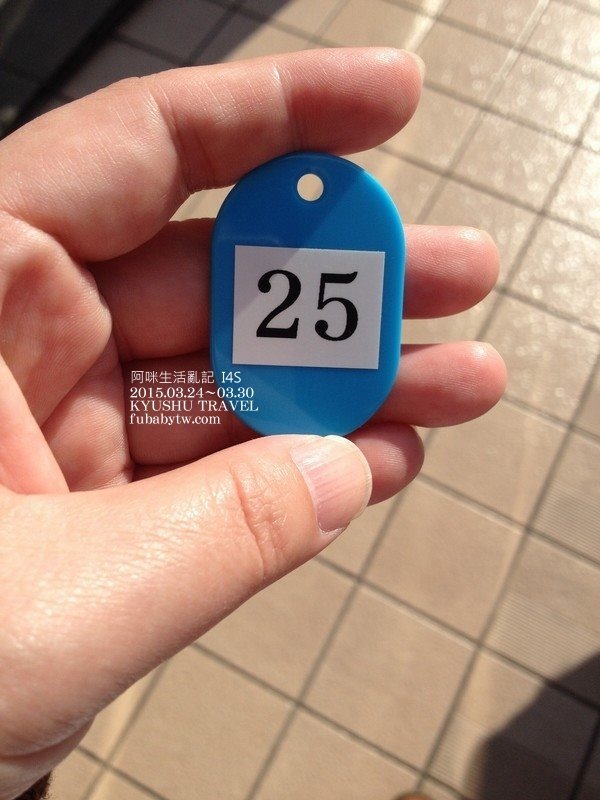 25
阿咪生活亂記 I4S
2015.03.24~03.30
KYUSHU TRAVEL
fubabytw.com